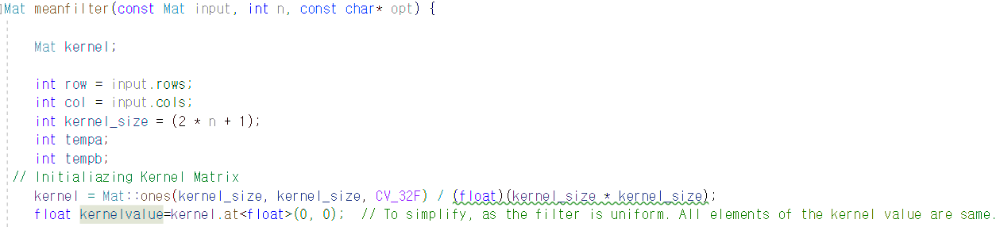 Mat meanfilter(const Mat input, int n, const char* opt) {
Mat kernel;
int row = input.rows;
int col = input.cols;
int kernel_size = (2 * n + 1);
int tempa;
int tempb;
// Initialiazing Kernel Matrix
kernel = Mat::ones(kernel_size, kernel_size, CV_32F) / (float)(kernel_size * kernel_size);
float kernelvalue=kernel.at<float>(0, 0);  // To simplify, as the filter is uniform. All elements of the kernel value are same.